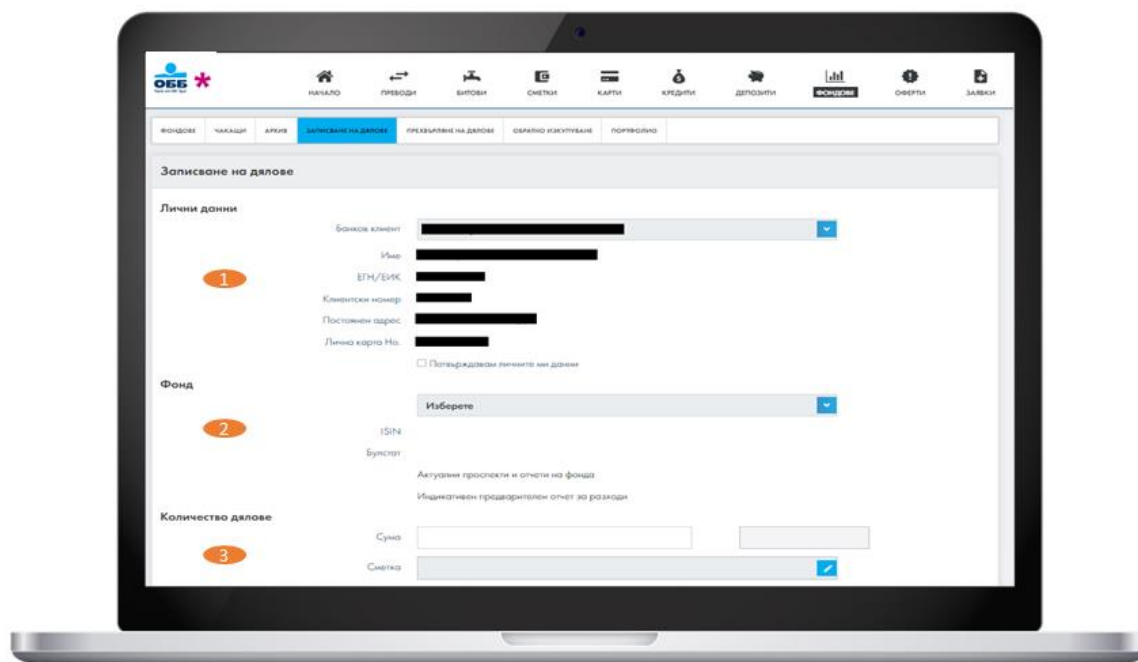 ОББ
НАЧАЛО ПРЕВОДИ БИТОВИ СМЕТКИ КАРТИ КРЕДИТИ ДЕПОЗИТИ ФОНДОВЕ ОФЕРТИ ЗАЯВКИ
ФОНДОВЕ ЧАКАЩИ АРХИВ ЗАПИСВАНЕ НА ДЯЛОВЕ ПРЕХВЪРЛЯНЕ НА ДЯЛОВЕ ОБРАТНО ИЗКУПУВАНЕ ПОРТФОЛИО
Записване на дялове
Лични данни
Банков клиент
Име
1
ЕГН/ЕИК
Клиентски номер
Постоянен адрес
Лична карта No.
Потвърждавам личните ми данни
Фонд
Изберете
2
ISIN
Булстат
Актуални проспекти и отчети на фонда
Индикативен предварителен отчет за разходи
Количество дялове
Сума
3
Сметка